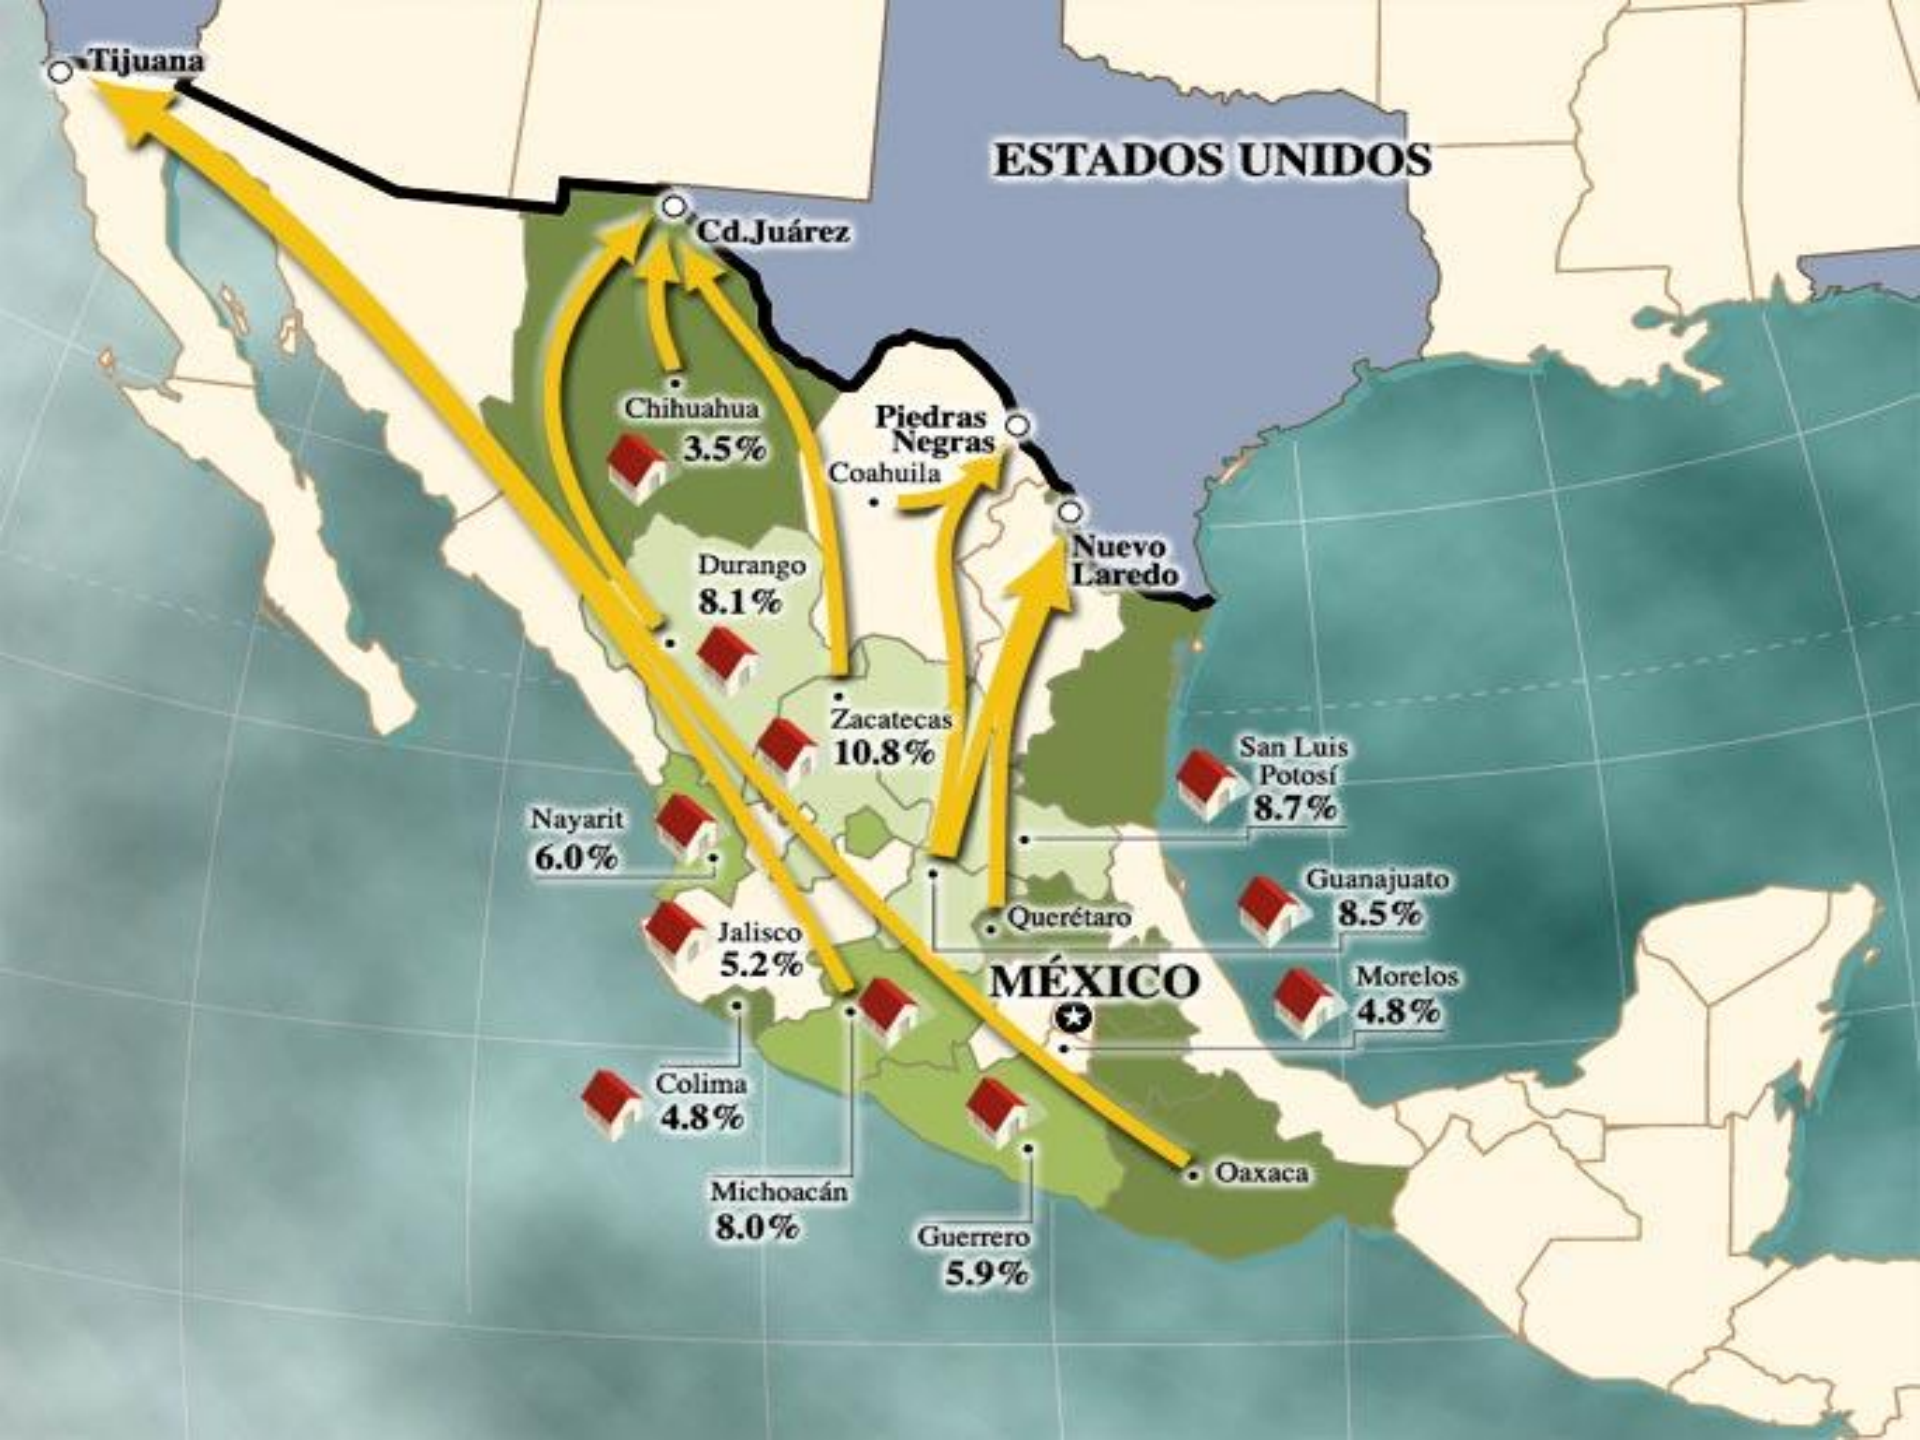 Tijuana
ESTADOS UNIDOS
Cd.Juárez
Chihuahua
3.5%
Piedras
Negras
Coahuila
Nuevo
Laredo
Durango
8.1%
Zacatecas
10.8%
San Luis
Potosí
8.7%
Nayarit
6.0%
Guanajuato
8.5%
Querétaro
Jalisco
5.2%
MÉXICO
Morelos
4.8%
Colima
4.8%
Oaxaca
Michoacán
8.0%
Guerrero
5.9%